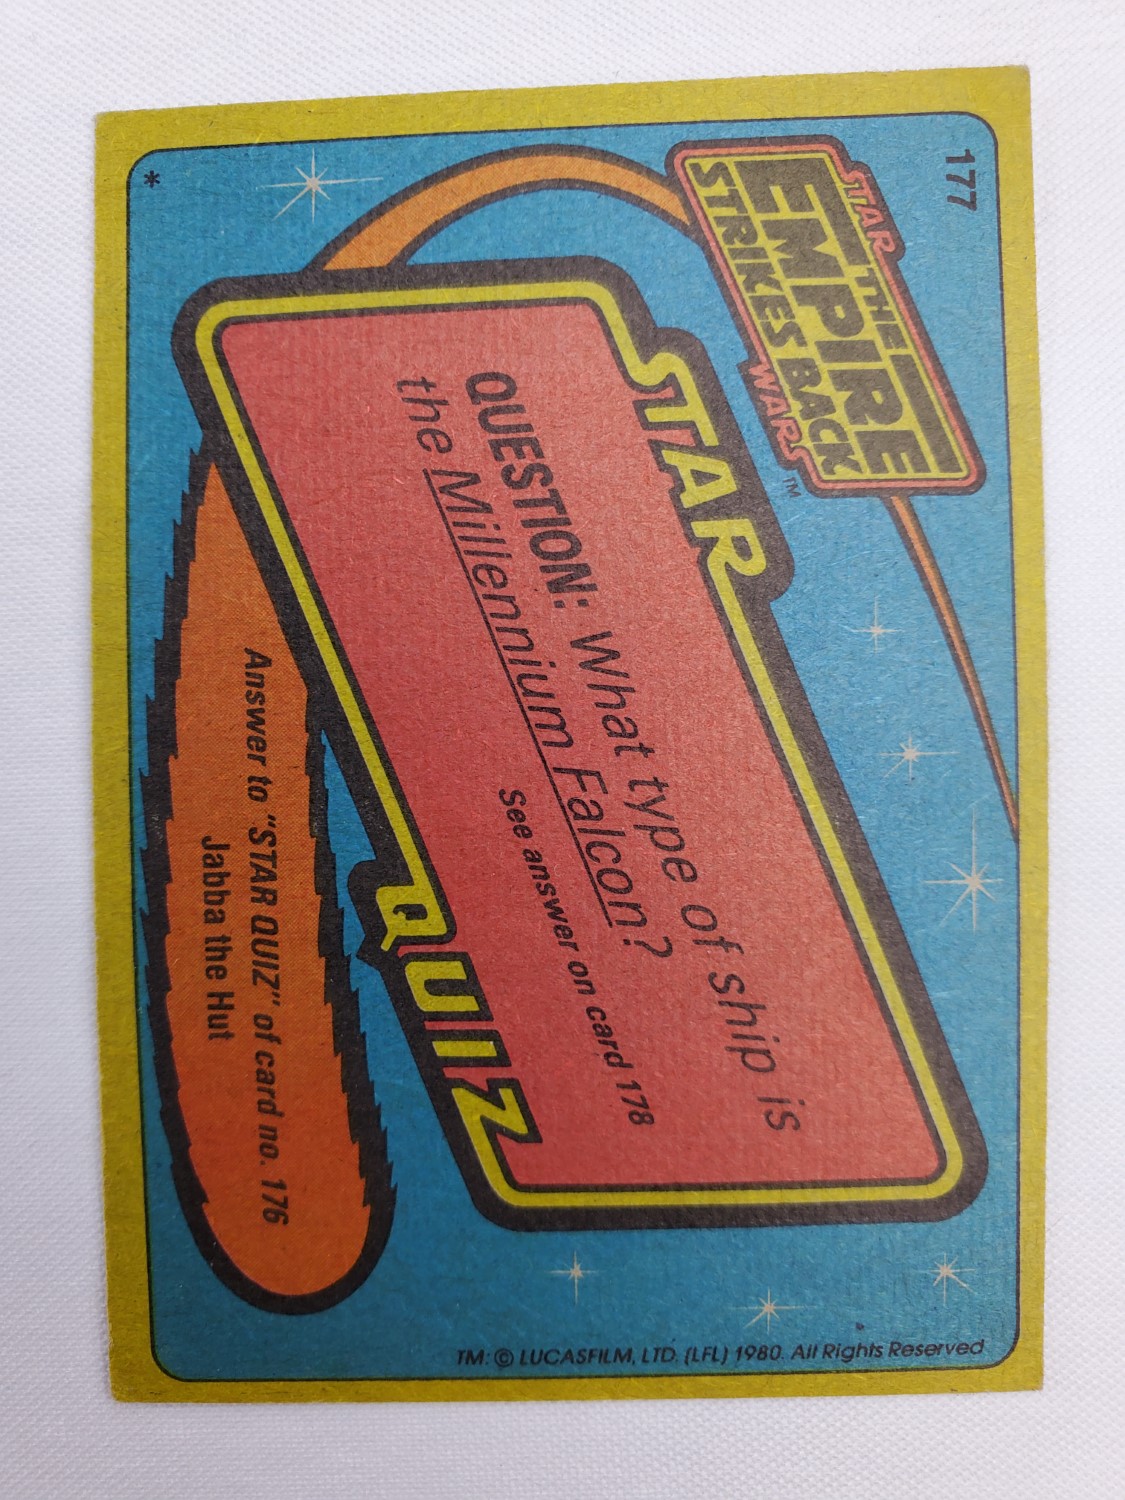 177
STAR
THE
EMPIRE
STRIKES BACK
WARS™
STAR
QUESTION: What type of ship is
the Millennium Falcon?
See answer on card 178
QUIZ
Answer to "STAR QUIZ" of card no. 176
Jabba the Hut
*
TM: © LUCASFILM, LTD. (LFL) 1980. All Rights Reserved